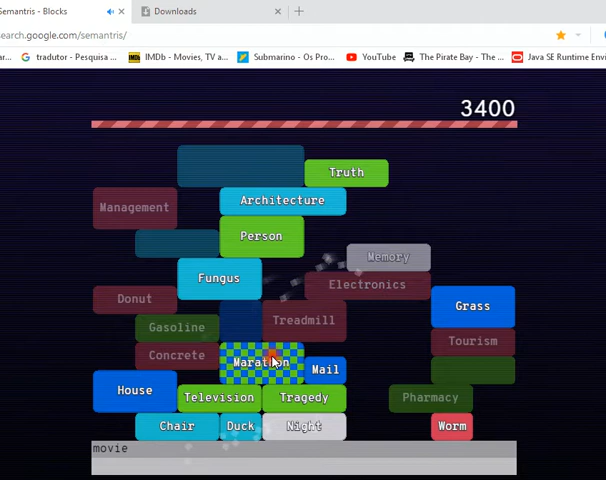 Semantris - Blocks
Downloads
search.google.com/semantris/
tradutor - Pesquisa ... IMDb - Movies, TV a... Submarino - Os Pro... YouTube The Pirate Bay - The ... Java SE Runtime Envi
3400
Truth
Management
Architecture
Person
Memory
Fungus
Electronics
Donut
Grass
Gasoline
Treadmill
Concrete
Tourism
Marathon
Mail
House
Television
Tragedy
Pharmacy
Chair
Duck
Night
Worm
movie